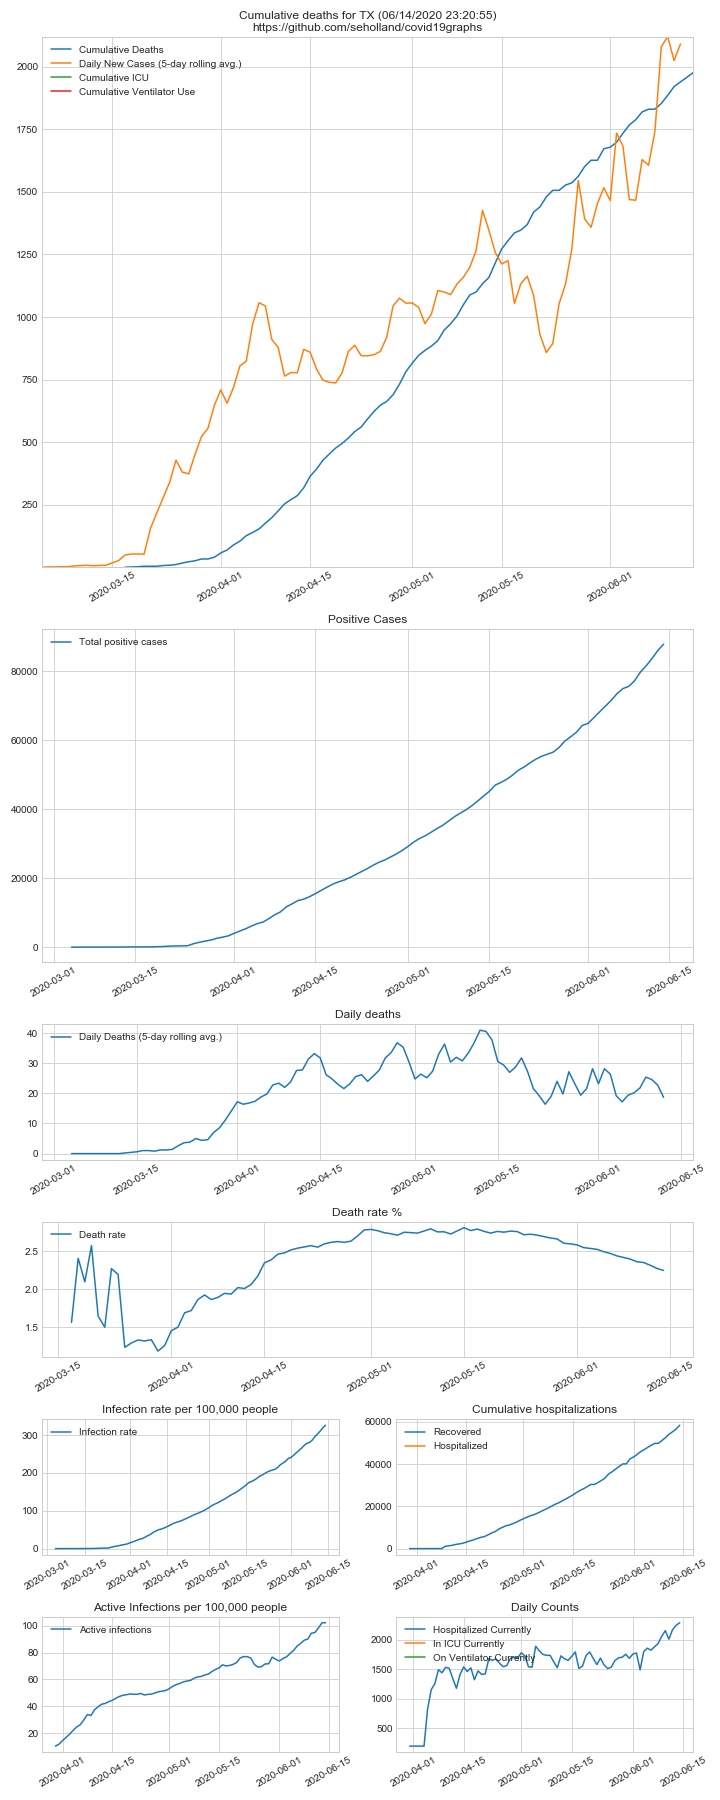 Cumulative deaths for TX (06/14/2020 23:20:55)
https://github.com/seholland/covid19graphs
Cumulative Deaths
Daily New Cases (5-day rolling avg.)
Cumulative ICU
Cumulative Ventilator Use
2000
1750
1500
1250
1000
750
500
250
2020-03-15 2020-04-01 2020-04-15 2020-05-01 2020-05-15 2020-06-01
Positive Cases
Total positive cases
80000
60000
40000
20000
0
2020-03-01 2020-03-15 2020-04-01 2020-04-15 2020-05-01 2020-05-15 2020-06-01 2020-06-15
Daily deaths
Daily Deaths (5-day rolling avg.)
40
30
20
10
0
2020-03-01 2020-03-15 2020-04-01 2020-04-15 2020-05-01 2020-05-15 2020-06-01 2020-06-15
Death rate %
Death rate
2.5
2.0
1.5
2020-03-15 2020-04-01 2020-04-15 2020-05-01 2020-05-15 2020-06-01 2020-06-15
Infection rate per 100,000 people
Infection rate
300
200
100
0
2020-03-01 2020-03-15 2020-04-01 2020-04-15 2020-05-01 2020-05-15 2020-06-01 2020-06-15
Cumulative hospitalizations
Recovered
Hospitalized
60000
40000
20000
0
2020-04-01 2020-04-15 2020-05-01 2020-05-15 2020-06-01 2020-06-15
Active Infections per 100,000 people
Active infections
100
80
60
40
20
2020-04-01 2020-04-15 2020-05-01 2020-05-15 2020-06-01 2020-06-15
Daily Counts
Hospitalized Currently
In ICU Currently
On Ventilator Currently
2000
1500
1000
500
2020-04-01 2020-04-15 2020-05-01 2020-05-15 2020-06-01 2020-06-15